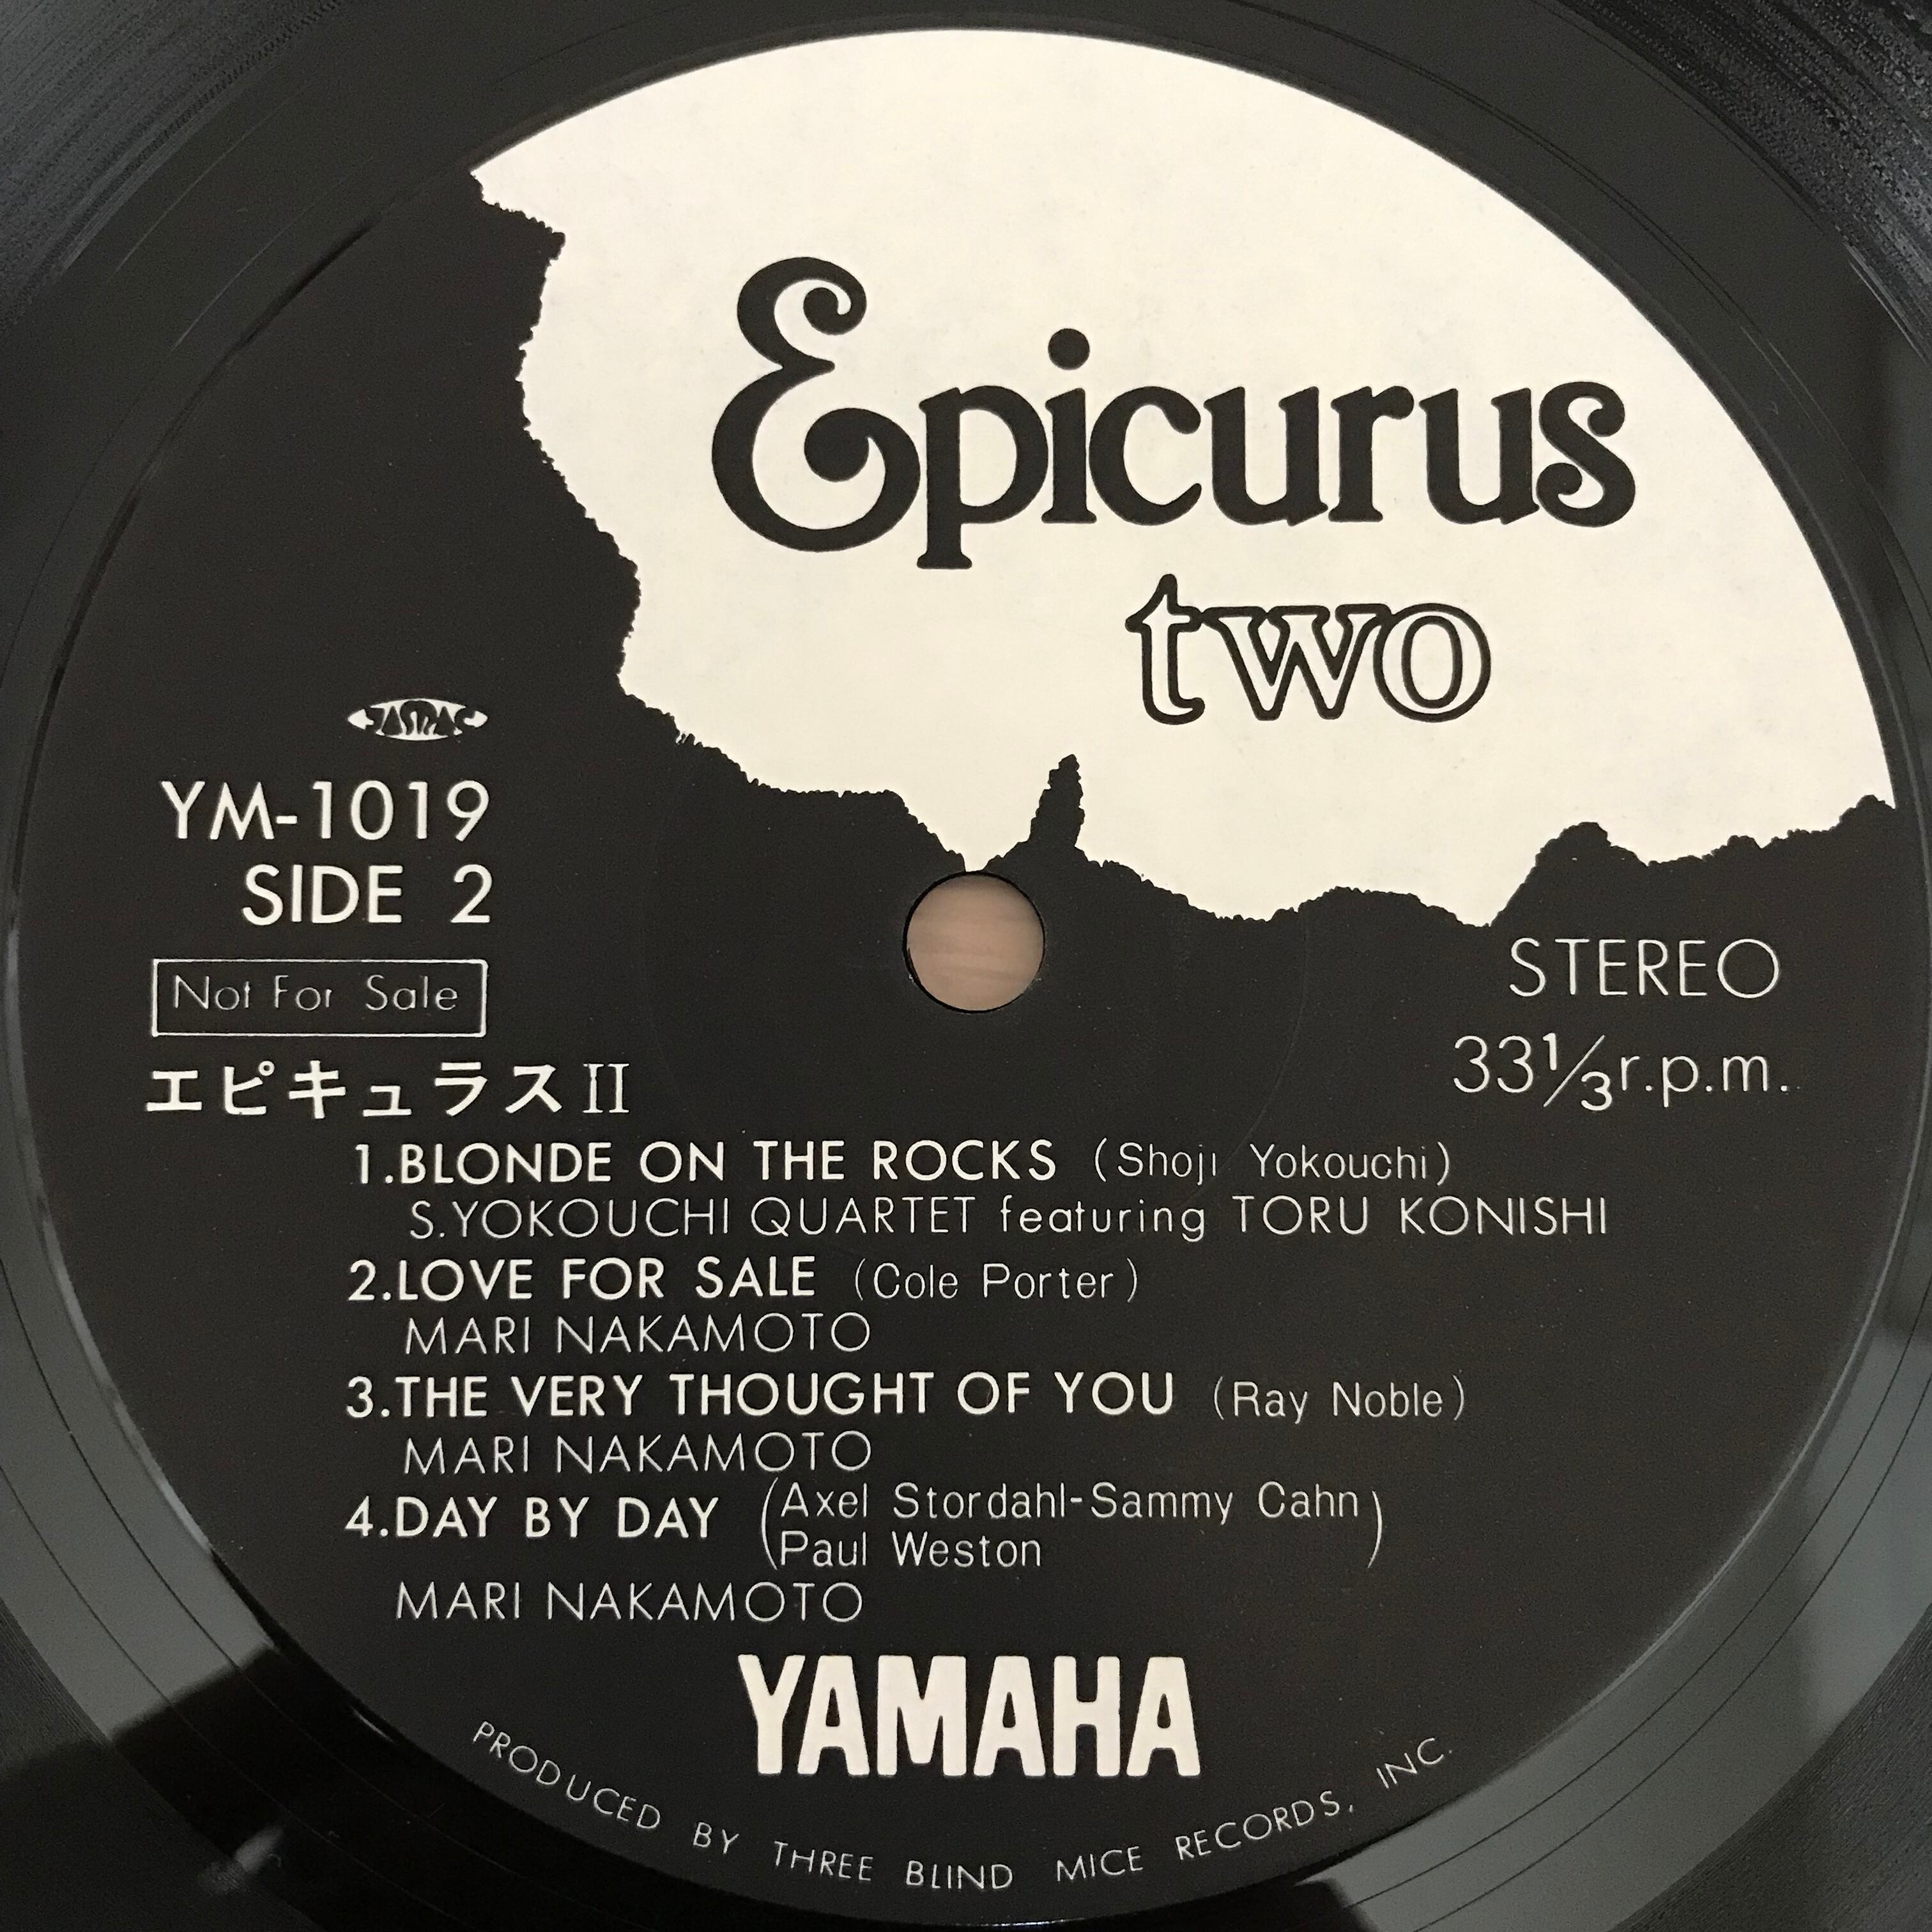 Epicurus
two
JASRAC
YM-1019
SIDE 2
Not For Sale
STEREO
33⅓r.p.m.
エピキュラスII
1.BLONDE ON THE ROCKS (Shoji Yokouchi)
S.YOKOUCHI QUARTET featuring TORU KONISHI
2.LOVE FOR SALE (Cole Porter)
MARI NAKAMOTO
3.THE VERY THOUGHT OF YOU (Ray Noble)
MARI NAKAMOTO
4.DAY BY DAY (Axel Stordahl-Sammy Cahn
Paul Weston)
MARI NAKAMOTO
YAMAHA
PRODUCED BY THREE BLIND MICE RECORDS, INC.